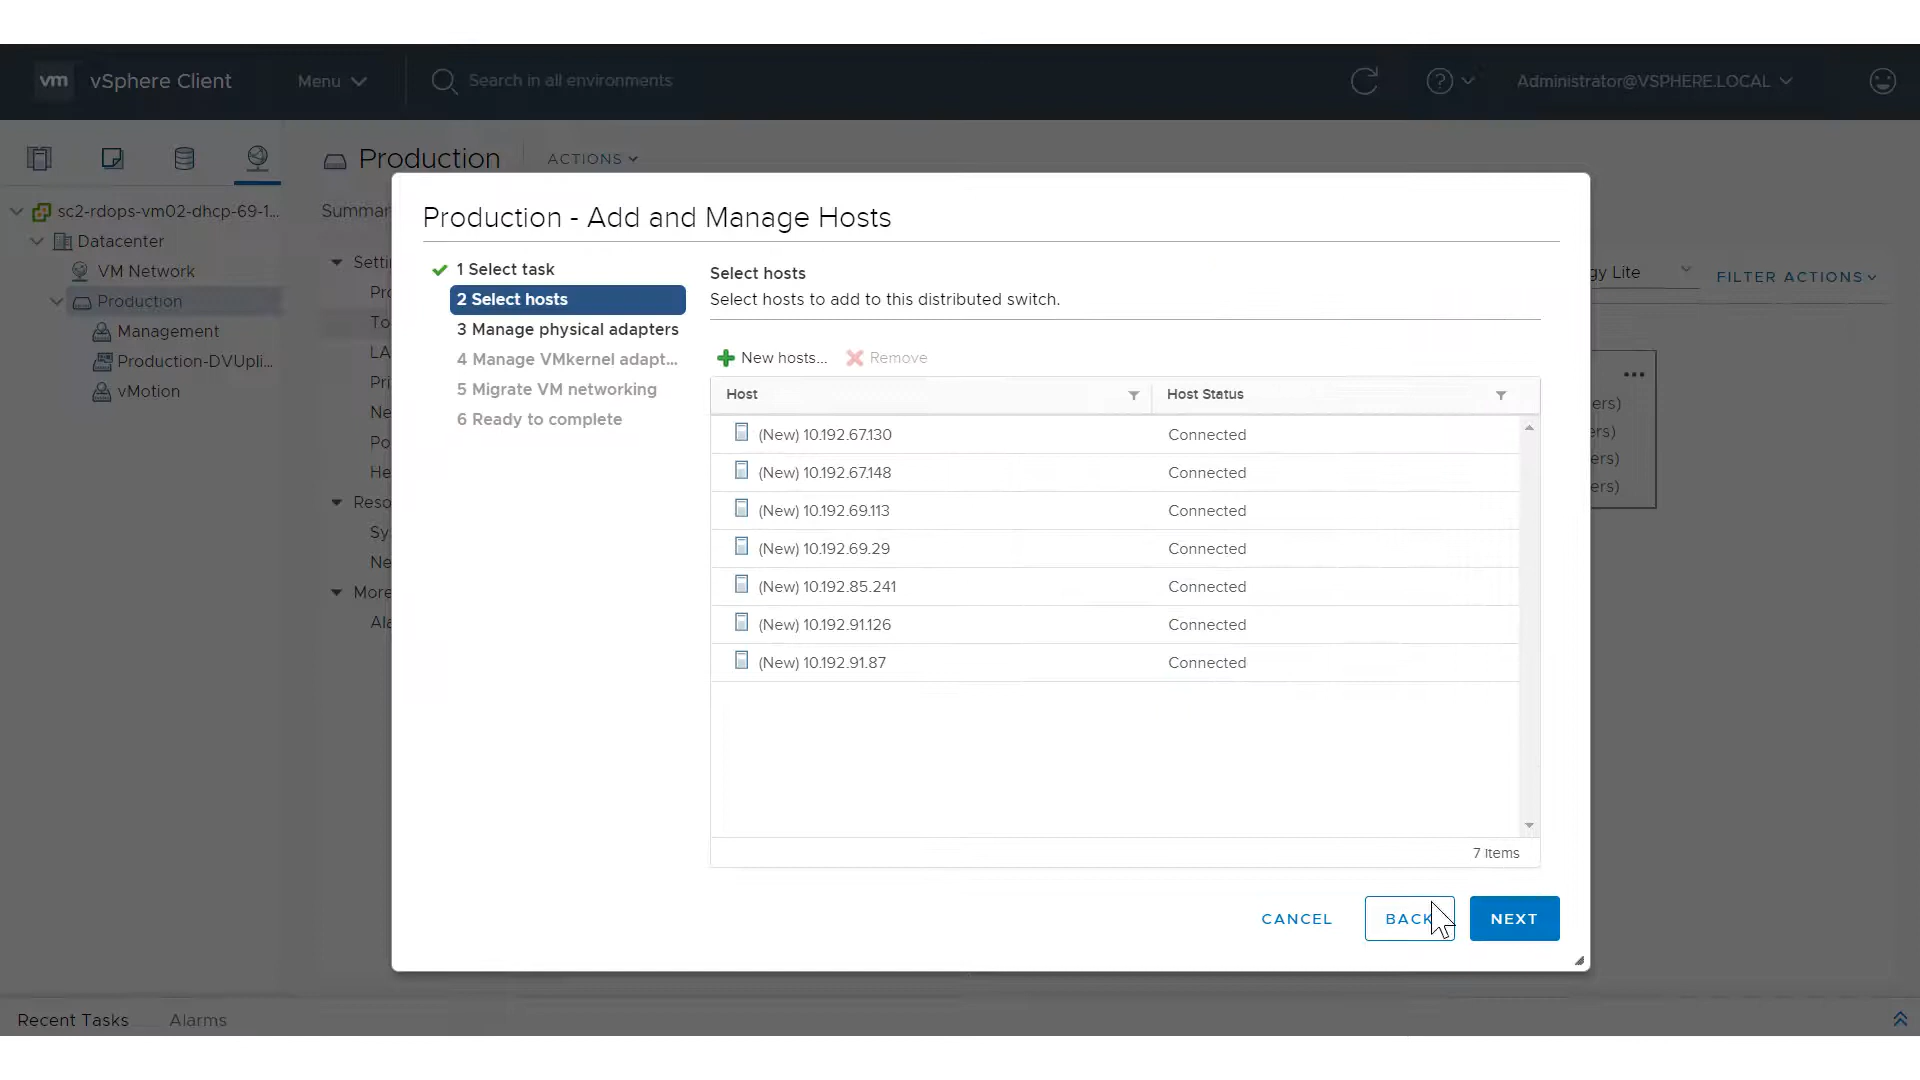 vm vSphere Client Menu Search in all environments Administrator@VSPHERE.LOCAL
Production ACTIONS
sc2-rdops-vm02-dhcp-69-1...
Datacenter
VM Network
Production
Management
Production-DVUpli...
vMotion
Summar
Setti
Pr
To
LA
Pri
Ne
Po
He
Reso
Sy
Ne
More
Ala
Production - Add and Manage Hosts
1 Select task
2 Select hosts
3 Manage physical adapters
4 Manage VMkernel adapt...
5 Migrate VM networking
6 Ready to complete
Select hosts
Select hosts to add to this distributed switch.
New hosts... Remove
Host Host Status
(New) 10.192.67.130 Connected
(New) 10.192.67.148 Connected
(New) 10.192.69.113 Connected
(New) 10.192.69.29 Connected
(New) 10.192.85.241 Connected
(New) 10.192.91.126 Connected
(New) 10.192.91.87 Connected
7 items
CANCEL BACK NEXT
gy Lite FILTER ACTIONS
...
ers)
ers)
ers)
ers)
Recent Tasks Alarms